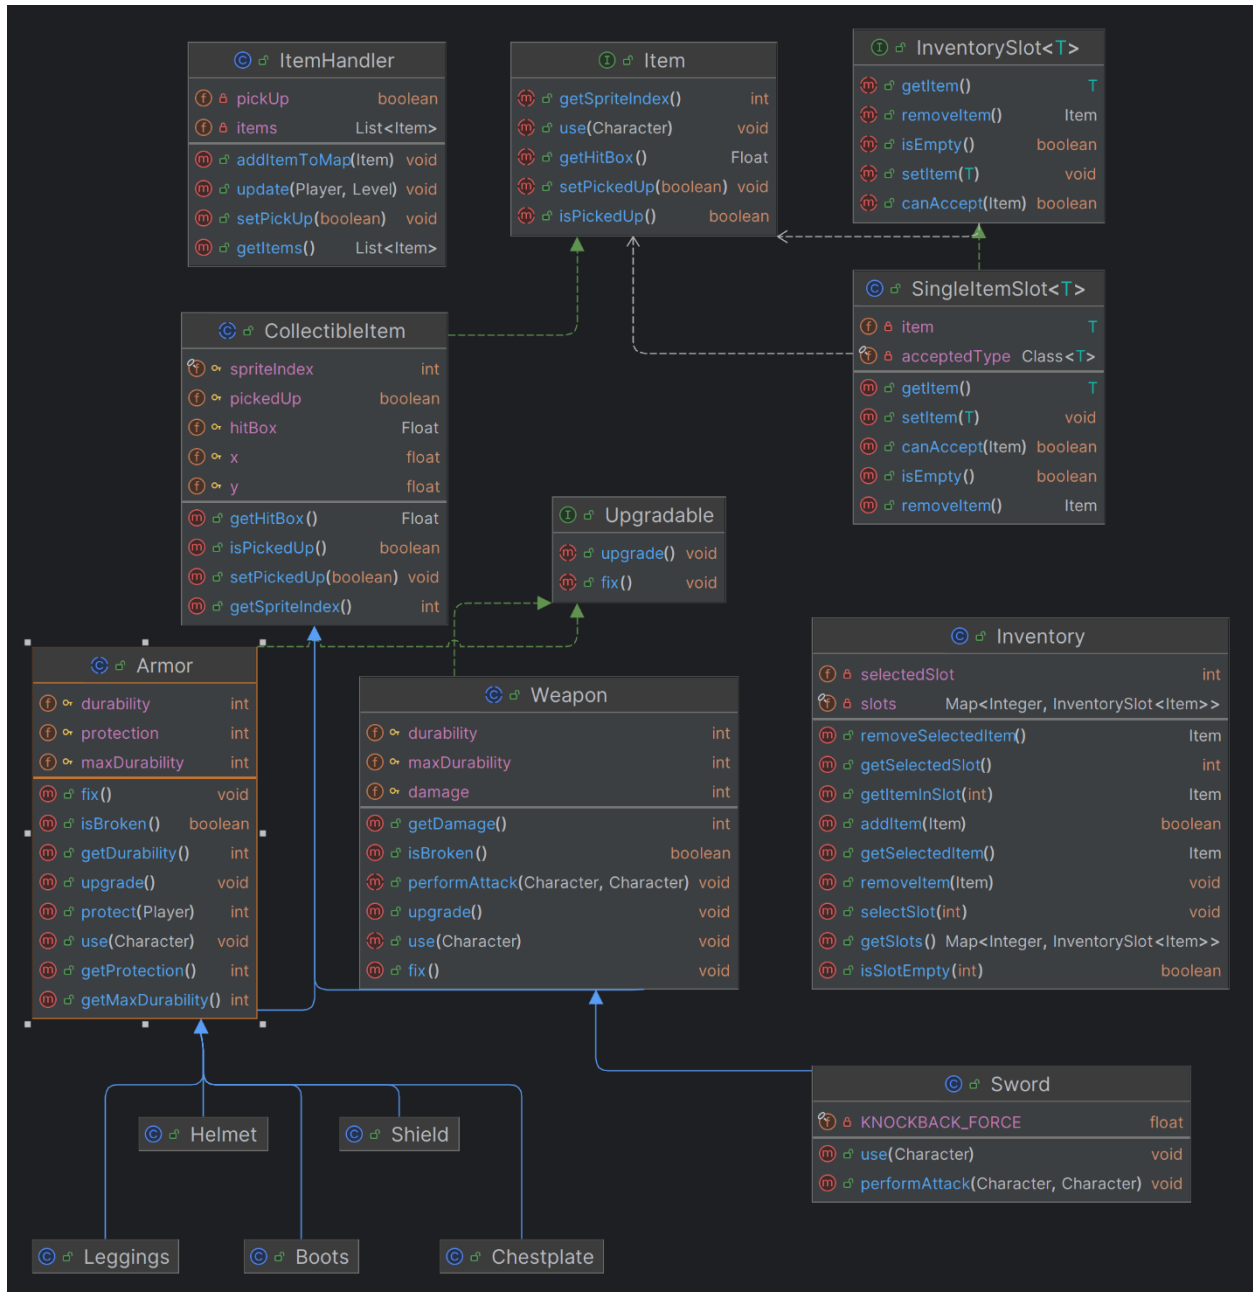 ItemHandler
pickUp boolean
items List<Item>
addItemToMap(Item) void
update(Player, Level) void
setPickUp(boolean) void
getItems() List<Item>
Item
getSpriteIndex() int
use(Character) void
getHitBox() Float
setPickedUp(boolean) void
isPickedUp() boolean
InventorySlot<T>
getItem() T
removeItem() Item
isEmpty() boolean
setItem(T) void
canAccept(Item) boolean
SingleItemSlot<T>
item T
acceptedType Class<T>
getItem() T
setItem(T) void
canAccept(Item) boolean
isEmpty() boolean
removeItem() Item
CollectibleItem
spriteIndex int
pickedUp boolean
hitBox Float
x float
y float
getHitBox() Float
isPickedUp() boolean
setPickedUp(boolean) void
getSpriteIndex() int
Upgradable
upgrade() void
fix() void
Armor
durability int
protection int
maxDurability int
fix() void
isBroken() boolean
getDurability() int
upgrade() void
protect(Player) int
use(Character) void
getProtection() int
getMaxDurability() int
Weapon
durability int
maxDurability int
damage int
getDamage() int
isBroken() boolean
performAttack(Character, Character) void
upgrade() void
use(Character) void
fix() void
Inventory
selectedSlot int
slots Map<Integer, InventorySlot<Item>>
removeSelectedItem() Item
getSelectedSlot() int
getItemInSlot(int) Item
addItem(Item) boolean
getSelectedItem() Item
removeItem(Item) void
selectSlot(int) void
getSlots() Map<Integer, InventorySlot<Item>>
isSlotEmpty(int) boolean
Sword
KNOCKBACK_FORCE float
use(Character) void
performAttack(Character, Character) void
Helmet
Shield
Leggings
Boots
Chestplate